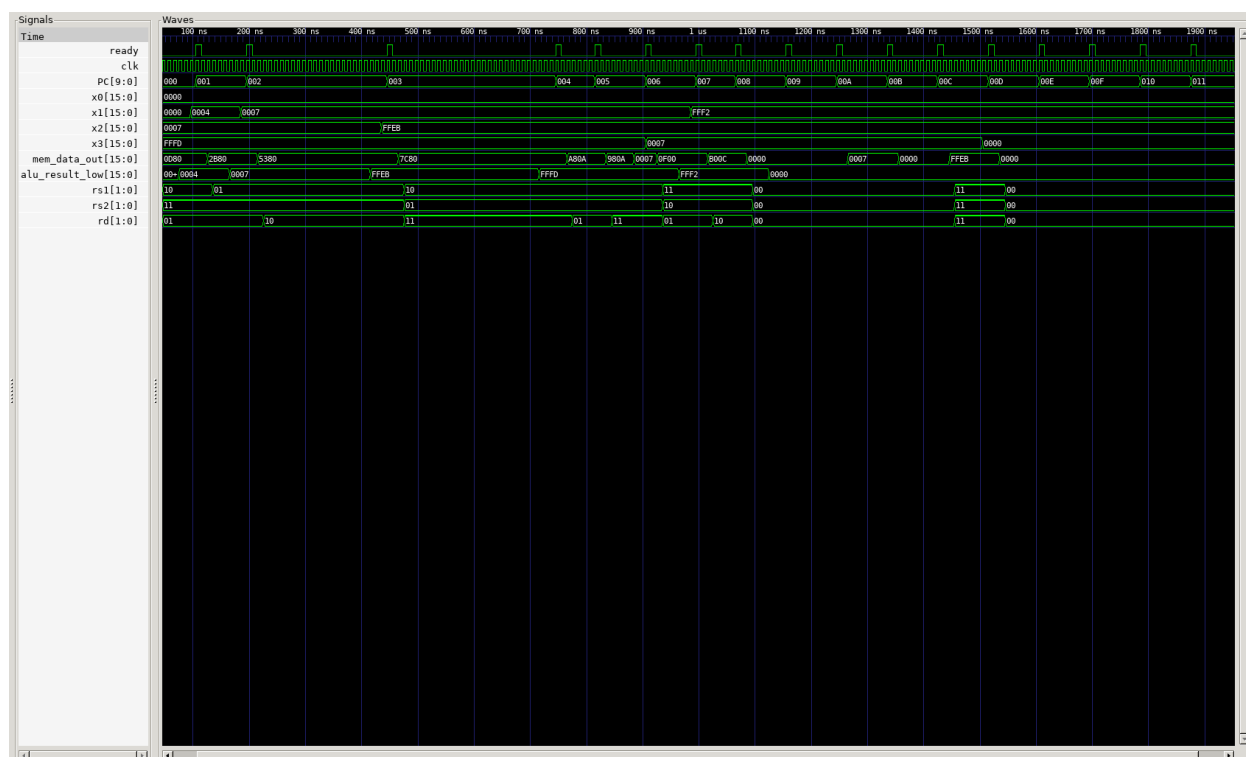 Signals Waves
Time 100 ns 200 ns 300 ns 400 ns 500 ns 600 ns 700 ns 800 ns 900 ns 1 us 1100 ns 1200 ns 1300 ns 1400 ns 1500 ns 1600 ns 1700 ns 1800 ns 1900 ns
ready
clk
PC[9:0] 000 001 002 003 004 005 006 007 008 009 00A 00B 00C 00D 00E 00F 010 011
x0[15:0] 0000
x1[15:0] 0000 0004 0007 FFF2
x2[15:0] 0007 FFEB
x3[15:0] FFFD 0007 0000
mem_data_out[15:0] 0D80 2B80 5380 7C80 A80A 980A 0007 0F00 B00C 0000 0007 0000 FFEB 0000
alu_result_low[15:0] 00+ 0004 0007 FFEB FFFD FFF2 0000
rs1[1:0] 10 01 10 11 00 11 00
rs2[1:0] 11 01 10 00 11 00
rd[1:0] 01 10 11 01 11 01 10 00 11 00